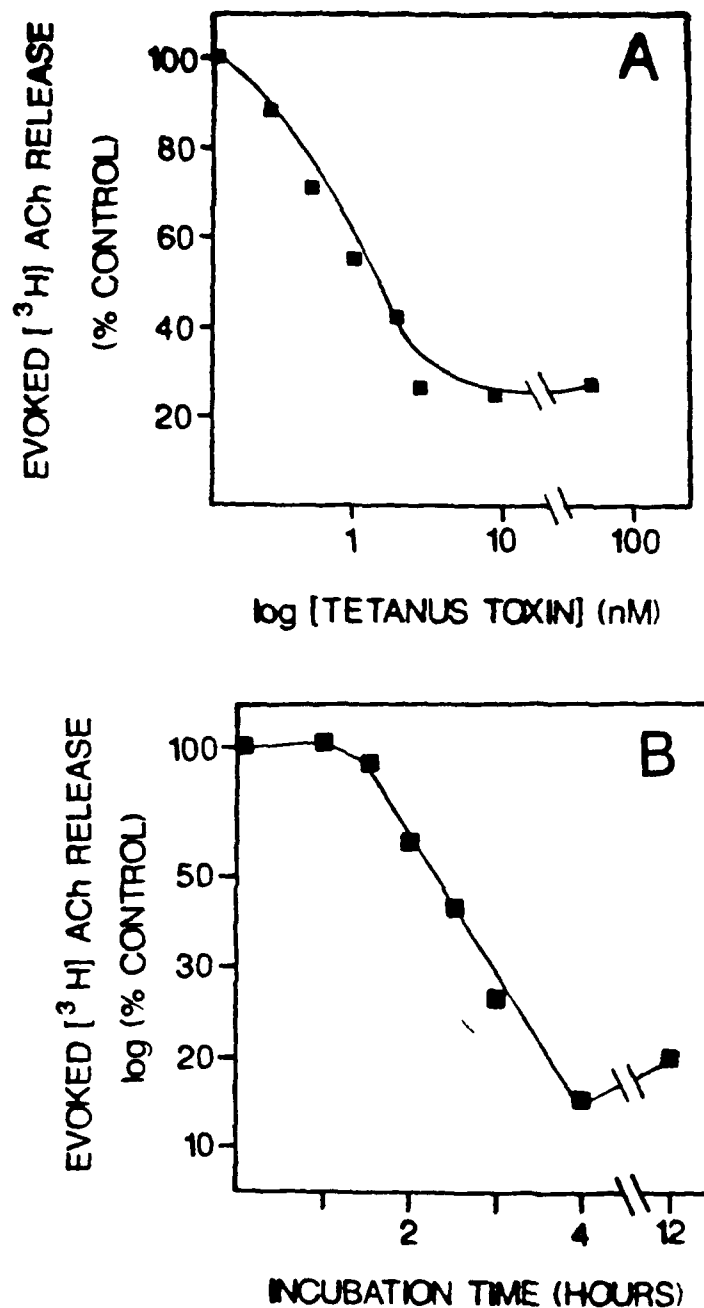 A
EVOKED [³H] ACh RELEASE
(% CONTROL)
100
80
60
40
20
1 10 100
log [TETANUS TOXIN] (nM)
B
EVOKED [³H] ACh RELEASE
log (% CONTROL)
100
50
30
20
10
2 4 12
INCUBATION TIME (HOURS)